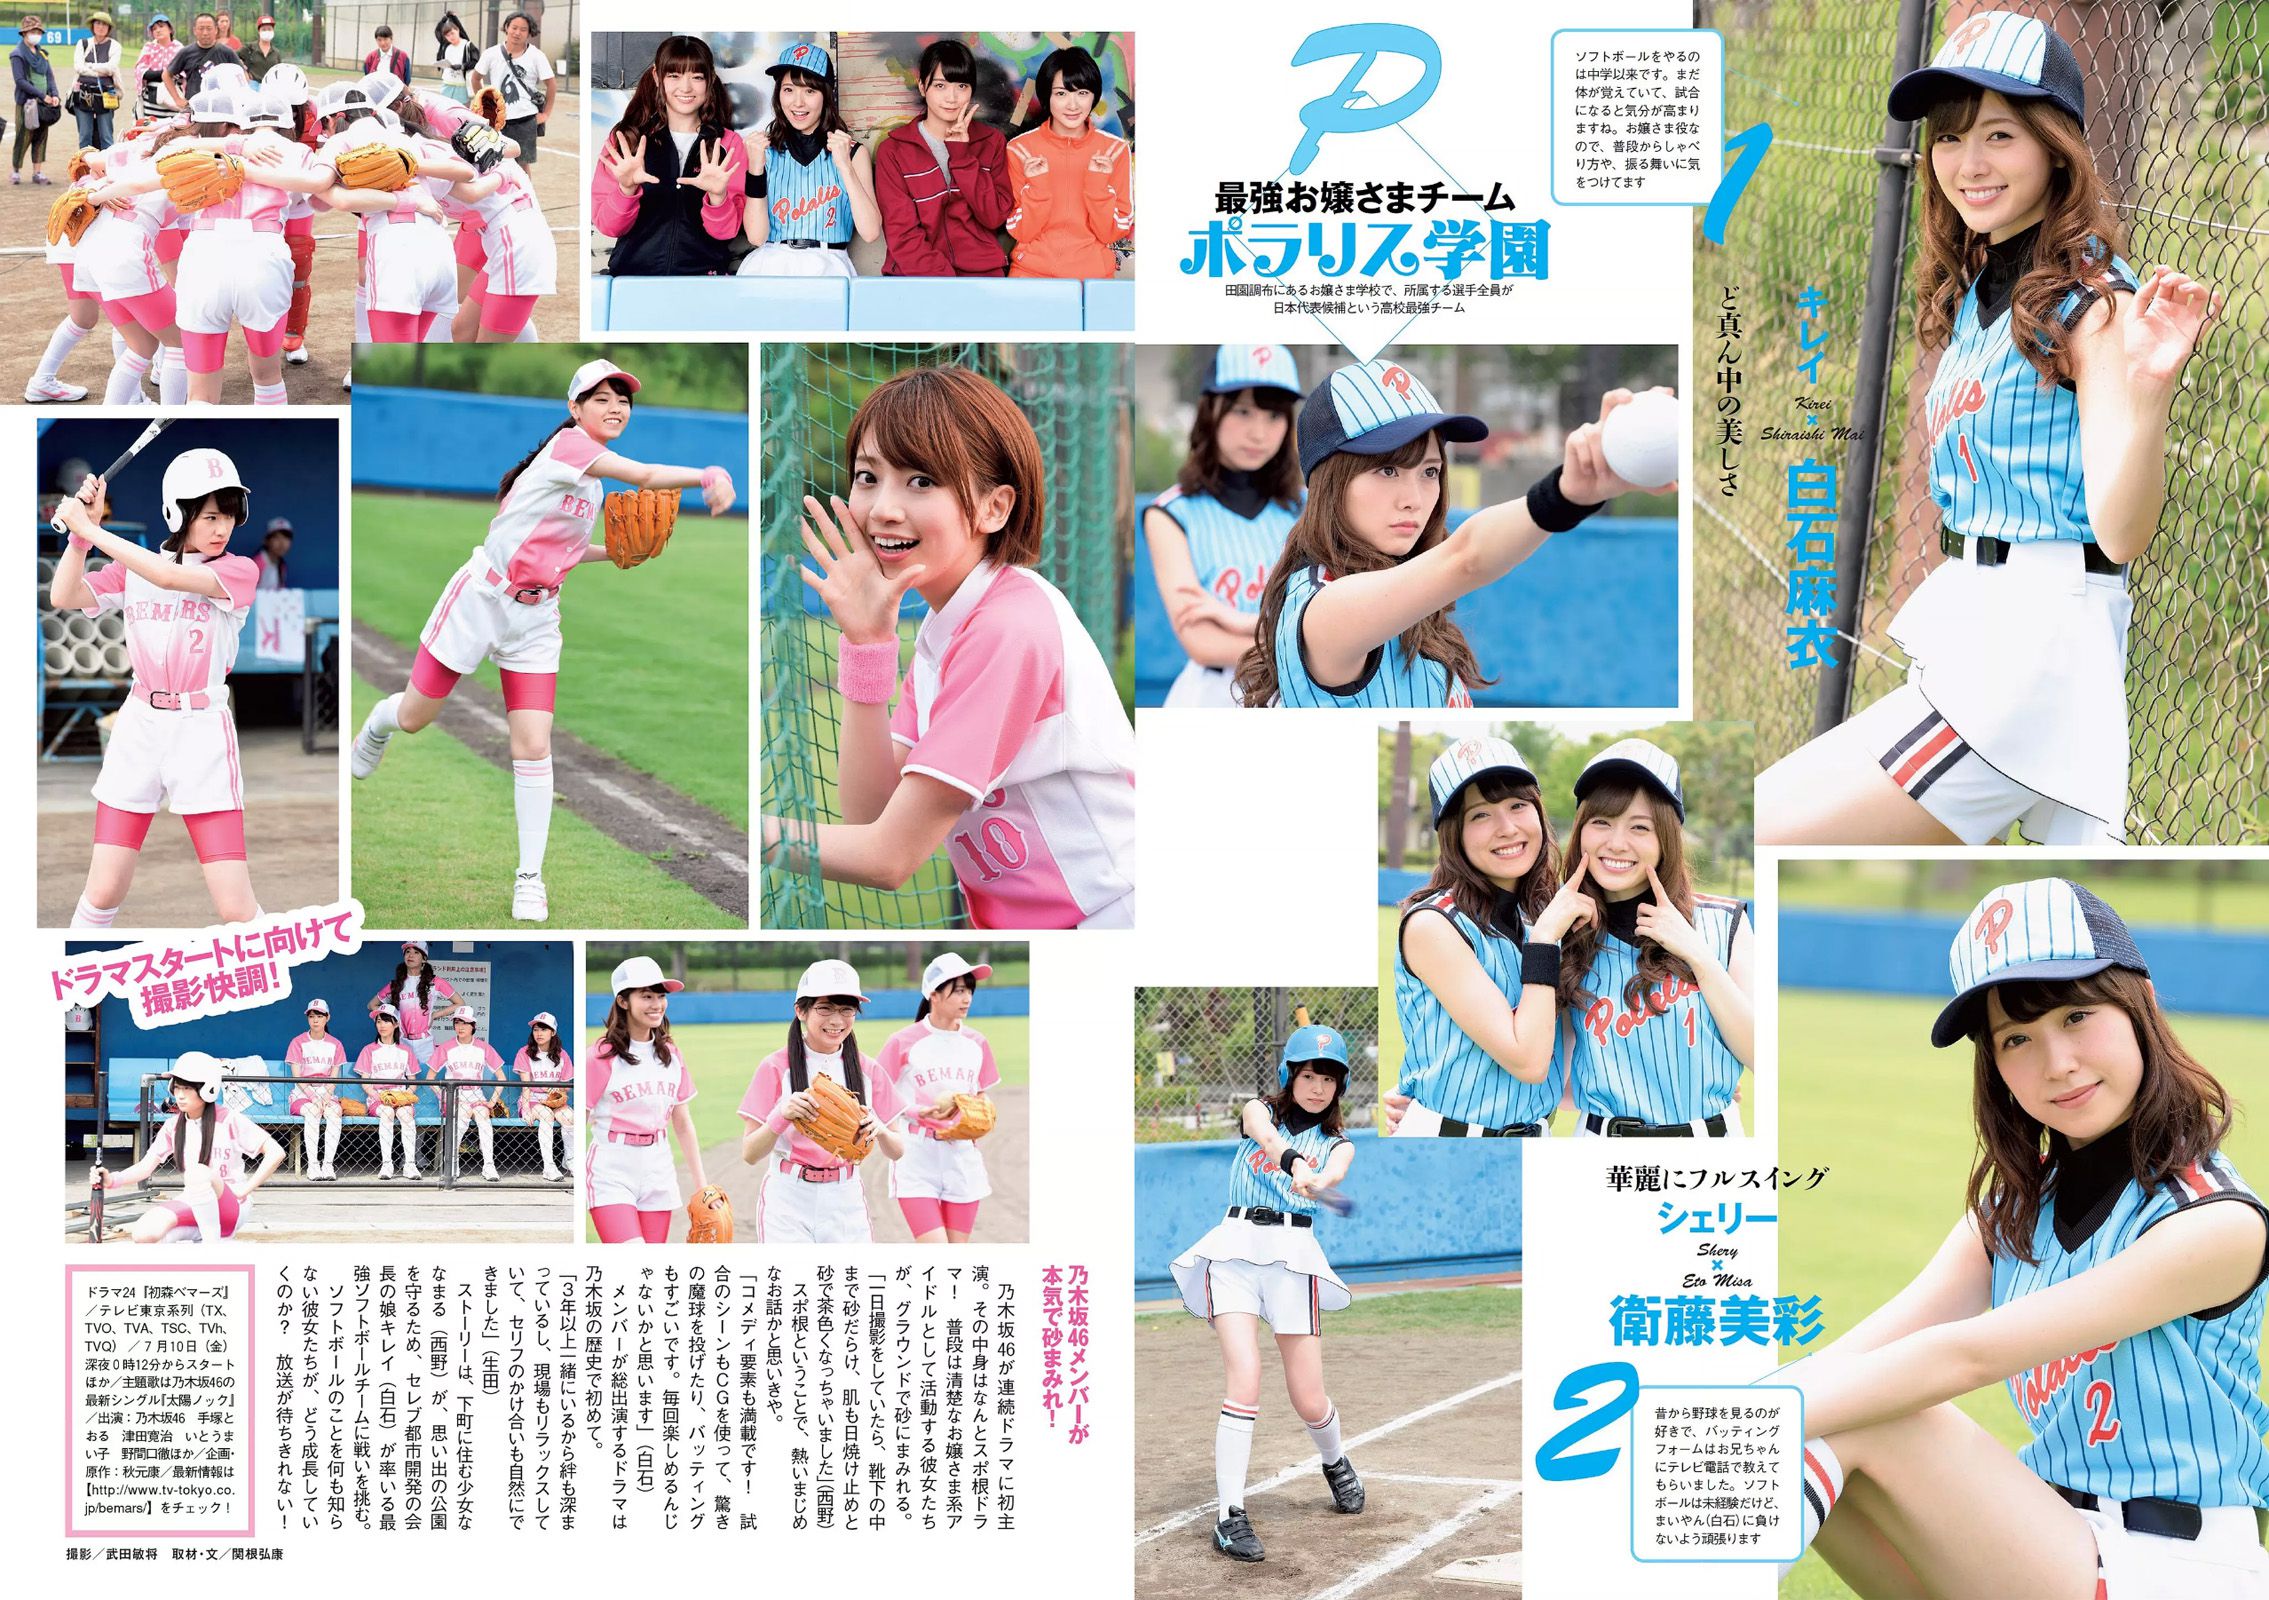 P
最強お嬢さまチーム
ポラリス学園
田園調布にあるお嬢さま学校で、所属する選手全員が
日本代表候補という高校最強チーム
ソフトボールをやるの
は中学以来です。まだ
体が覚えていて、試合
になると気分が高まり
ますね。お嬢さま役な
ので、普段からしゃべ
り方や、振る舞いに気
をつけてます
1
ど真ん中の美しさ
キレイ
Kirei
×
Shiraishi Mai
白石麻衣
華麗にフルスイング
シェリー
Shery
×
Eto Misa
衛藤美彩
2
昔から野球を見るのが
好きで、バッティング
フォームはお兄ちゃん
にテレビ電話で教えて
もらいました。ソフト
ボールは未経験だけど、
まいやん(白石)に負け
ないよう頑張ります
ドラマスタートに向けて
撮影快調!
乃木坂46メンバーが
本気で砂まみれ!
乃木坂46が連続ドラマに初主
演。その中身はなんとスポ根ドラ
マ! 普段は清楚なお嬢さま系ア
イドルとして活動する彼女たち
が、グラウンドで砂にまみれる。
「一日撮影をしていたら、靴下の中
まで砂だらけ、肌も日焼け止めと
砂で茶色くなっちゃいました」(西野)
スポ根ということで、熱いまじめ
なお話かと思いきや。
「コメディ要素も満載です! 試
合のシーンもCGを使って、驚き
の魔球を投げたり、バッティング
もすごいです。毎回楽しめるんじ
ゃないかと思います」(白石)
メンバーが総出演するドラマは
乃木坂の歴史で初めて。
「3年以上一緒にいるから絆も深ま
っているし、現場もリラックスして
いて、セリフのかけ合いも自然にで
きました」(生田)
ストーリーは、下町に住む少女な
なまる(西野)が、思い出の公園
を守るため、セレブ都市開発の会
長の娘キレイ(白石)が率いる最
強ソフトボールチームに戦いを挑む。
ソフトボールのことを何も知ら
ない彼女たちが、どう成長してい
くのか? 放送が待ちきれない!
ドラマ24『初森ベマーズ』
/テレビ東京系列(TX、
TVO、TVA、TSC、TVh、
TVQ) /7月10日(金)
深夜0時12分からスタート
ほか/主題歌は乃木坂46の
最新シングル『太陽ノック』
/出演:乃木坂46 手塚と
おる 津田寛治 いとうま
い子 野間口徹ほか/企画・
原作:秋元康/最新情報は
【http://www.tv-tokyo.co.
jp/bemars/】をチェック!
撮影/武田敏将 取材・文/関根弘康
69
Polalis
2
P
B
BEMARS
2
BEMARS
10
P
P
Polalis
1
P
Polalis
1
P
Polalis
P
Polalis
2
BEMARS
8
BEMARS
BEMARS